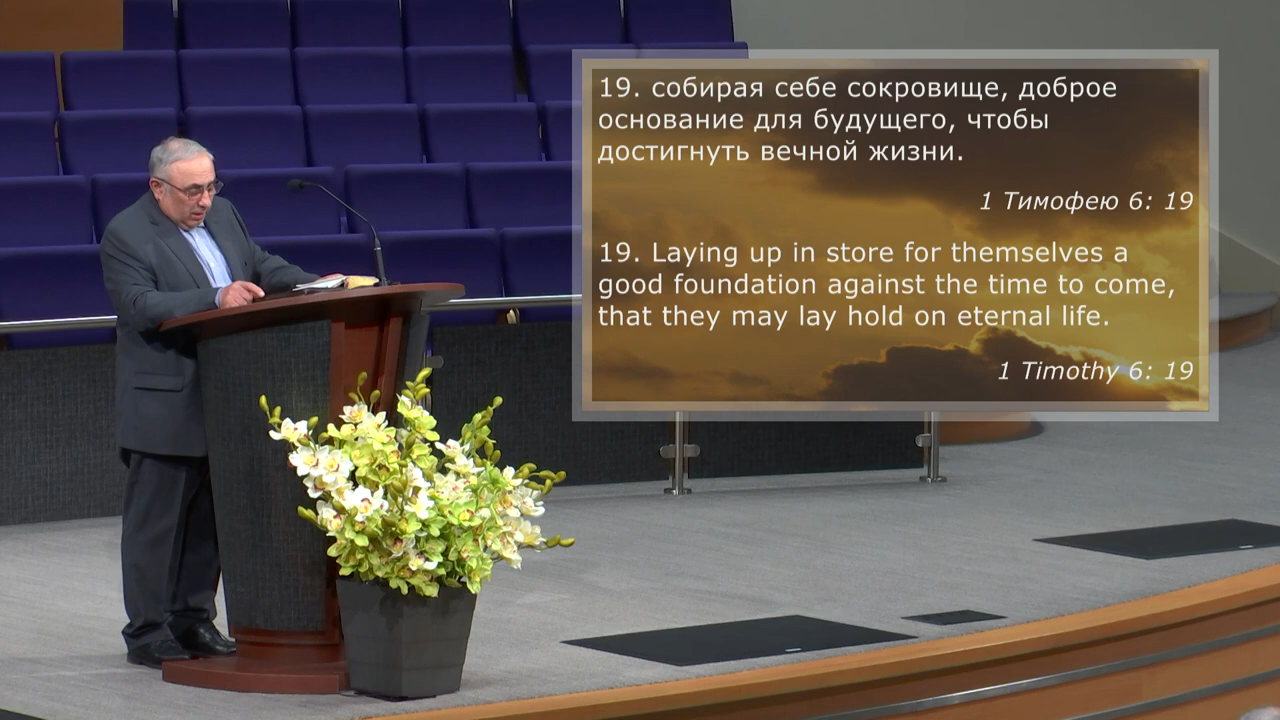 19. собирая себе сокровище, доброе
основание для будущего, чтобы
достигнуть вечной жизни.
1 Тимофею 6: 19
19. Laying up in store for themselves a
good foundation against the time to come,
that they may lay hold on eternal life.
1 Timothy 6: 19